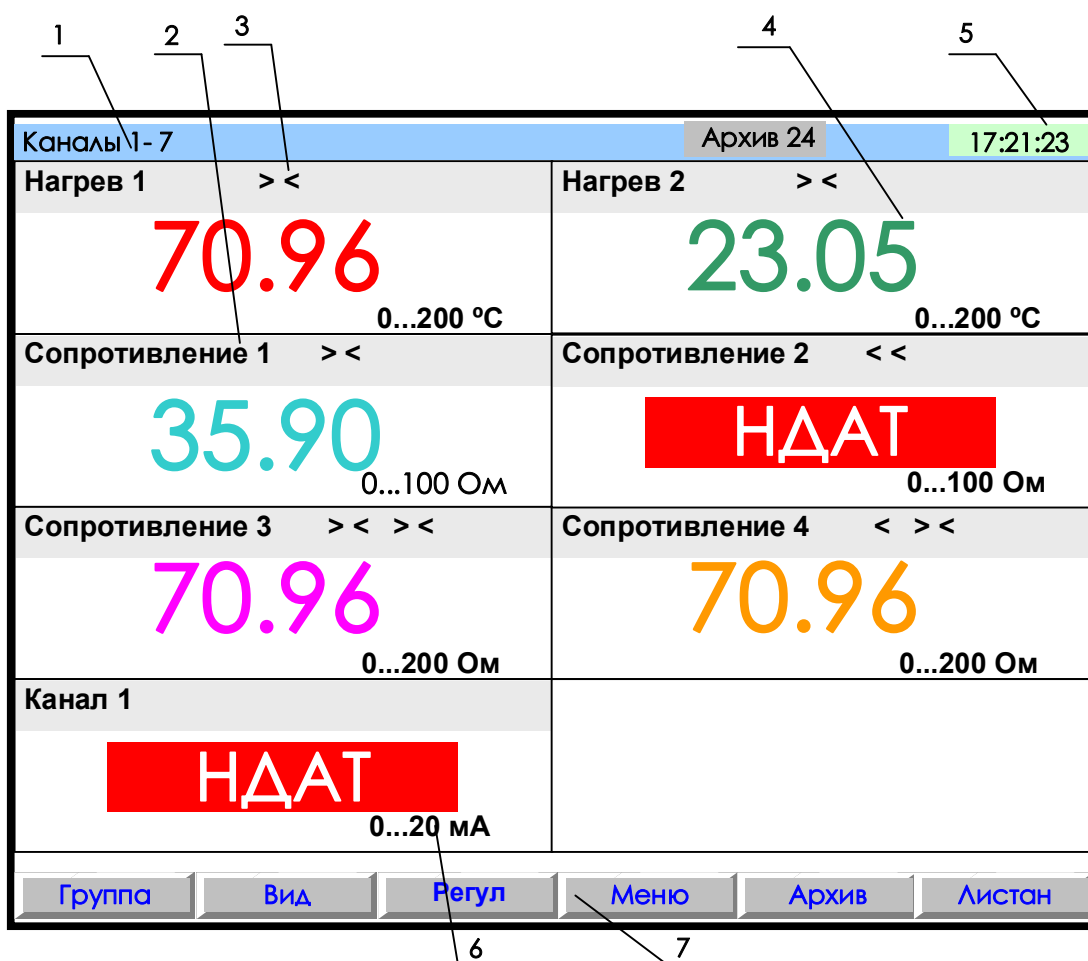 1 2 3 4 5
Каналы 1- 7 Архив 24 17:21:23
Нагрев 1 > < Нагрев 2 > <
70.96 23.05
0...200 ºС 0...200 ºС
Сопротивление 1 > < Сопротивление 2 < <
35.90 НДАТ
0...100 Ом 0...100 Ом
Сопротивление 3 > < > < Сопротивление 4 < > <
70.96 70.96
0...200 Ом 0...200 Ом
Канал 1
НДАТ
0...20 мА
Группа Вид Регул Меню Архив Листан
6 7